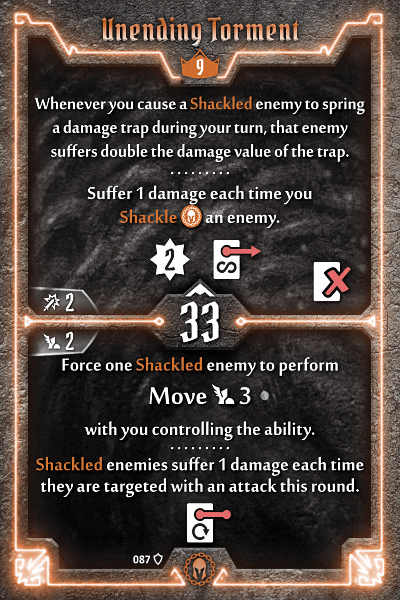 Unending Torment
9
Whenever you cause a Shackled enemy to spring
a damage trap during your turn, that enemy
suffers double the damage value of the trap.
Suffer 1 damage each time you
Shackle an enemy.
2
2
33
2
Force one Shackled enemy to perform
Move 3
with you controlling the ability.
Shackled enemies suffer 1 damage each time
they are targeted with an attack this round.
087